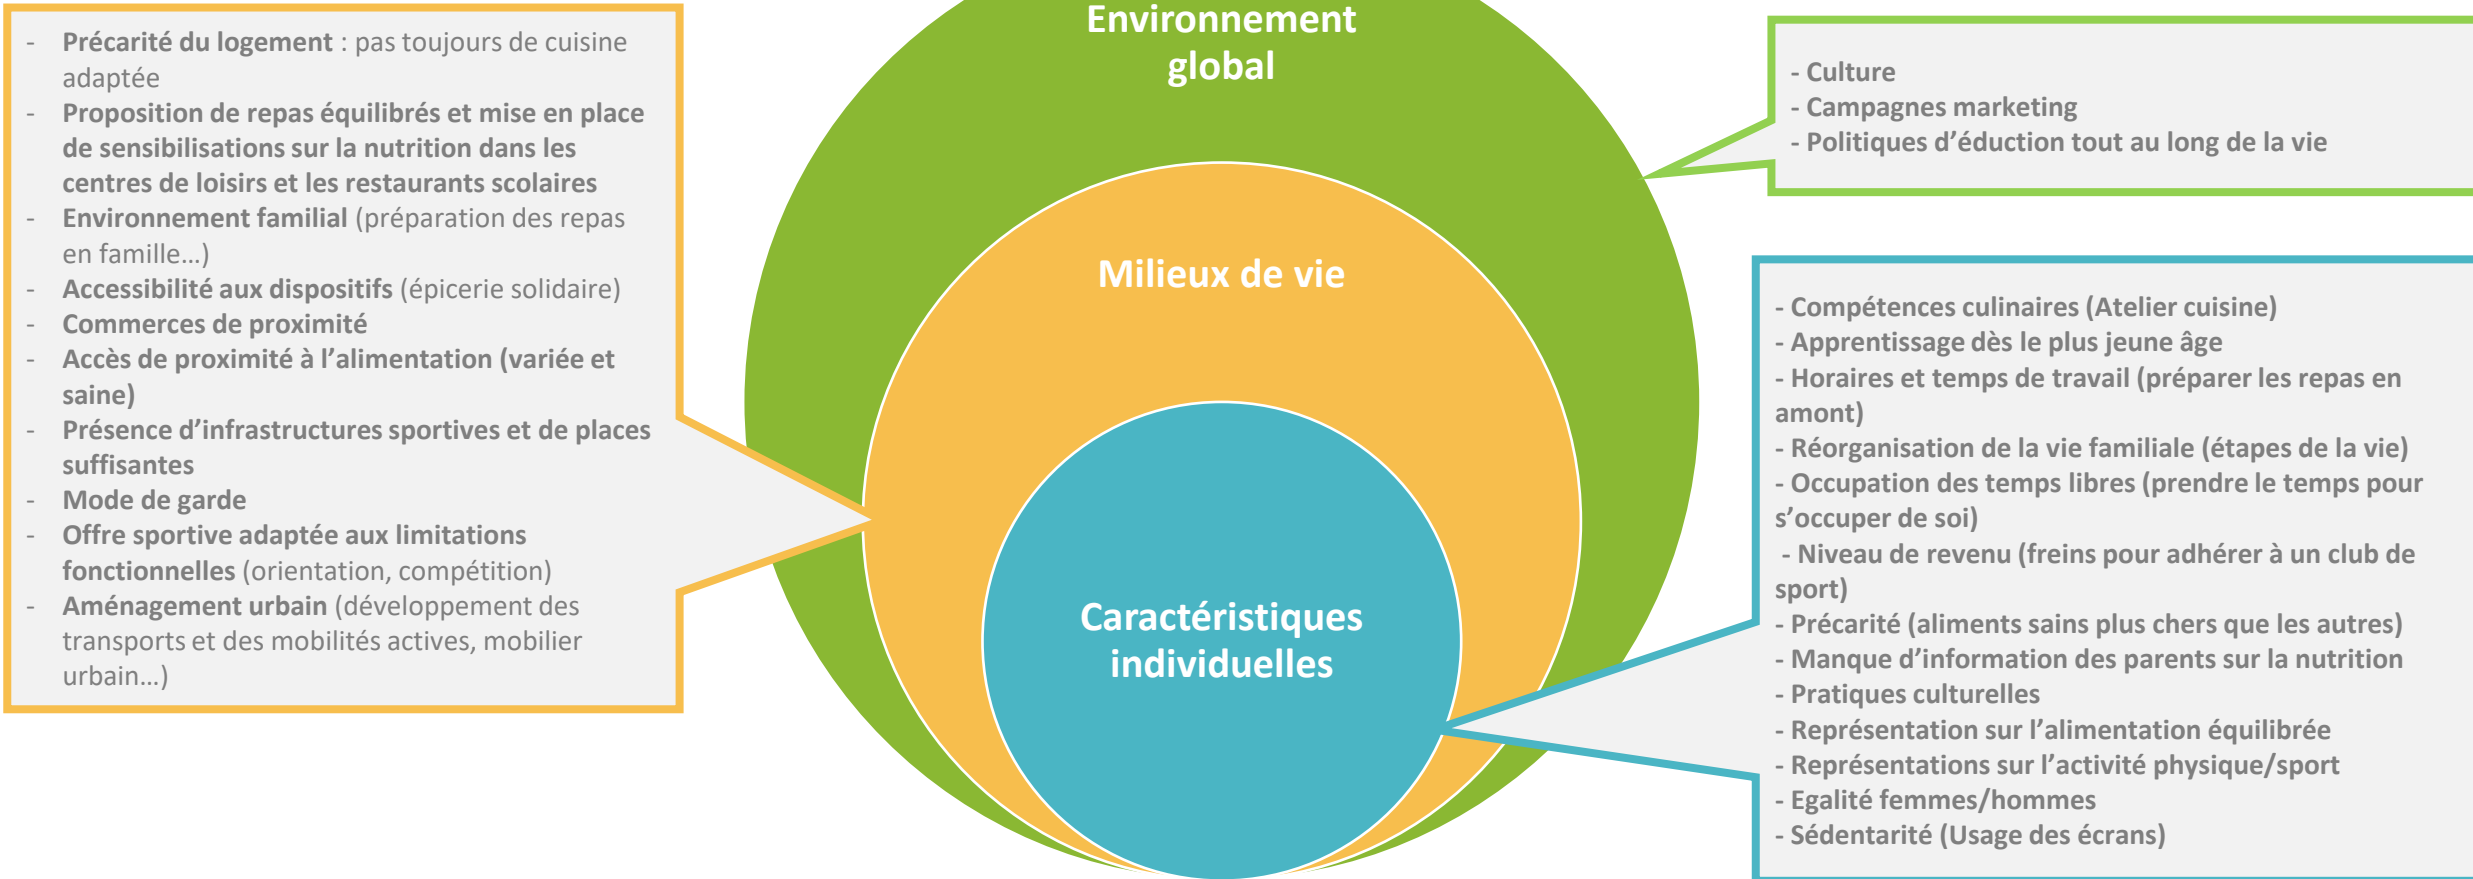 - Précarité du logement : pas toujours de cuisine
adaptée
- Proposition de repas équilibrés et mise en place
de sensibilisations sur la nutrition dans les
centres de loisirs et les restaurants scolaires
- Environnement familial (préparation des repas
en famille…)
- Accessibilité aux dispositifs (épicerie solidaire)
- Commerces de proximité
- Accès de proximité à l’alimentation (variée et
saine)
- Présence d’infrastructures sportives et de places
suffisantes
- Mode de garde
- Offre sportive adaptée aux limitations
fonctionnelles (orientation, compétition)
- Aménagement urbain (développement des
transports et des mobilités actives, mobilier
urbain…)
Environnement
global
Milieux de vie
Caractéristiques
individuelles
- Culture
- Campagnes marketing
- Politiques d’éduction tout au long de la vie
- Compétences culinaires (Atelier cuisine)
- Apprentissage dès le plus jeune âge
- Horaires et temps de travail (préparer les repas en
amont)
- Réorganisation de la vie familiale (étapes de la vie)
- Occupation des temps libres (prendre le temps pour
s’occuper de soi)
- Niveau de revenu (freins pour adhérer à un club de
sport)
- Précarité (aliments sains plus chers que les autres)
- Manque d’information des parents sur la nutrition
- Pratiques culturelles
- Représentation sur l’alimentation équilibrée
- Représentations sur l’activité physique/sport
- Egalité femmes/hommes
- Sédentarité (Usage des écrans)